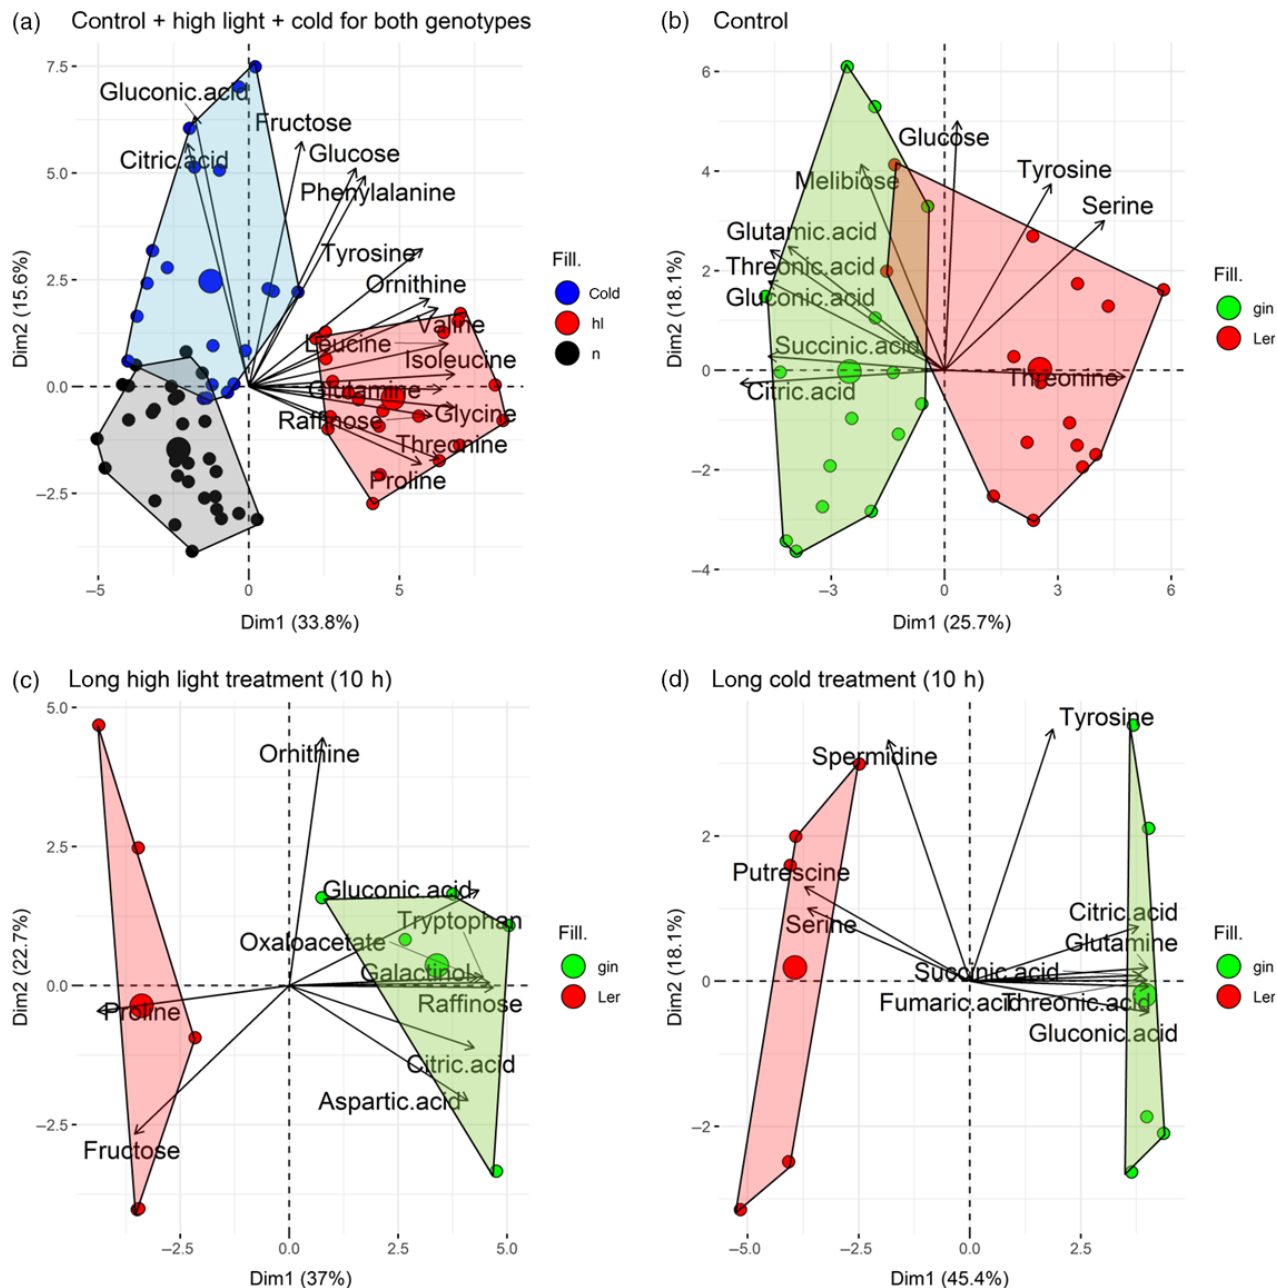 (a) Control + high light + cold for both genotypes
7.5
5.0
2.5
0.0
−2.5
Dim2 (15.6%)
Gluconic.acid
Citric.acid
Fructose
Glucose
Phenylalanine
Tyrosine
Ornithine
Valine
Leucine
Isoleucine
Glutamine
Raffinose
Glycine
Threonine
Proline
−5
0
5
Dim1 (33.8%)
Fill.
Cold
hl
n
(b) Control
6
4
2
0
−2
−4
Dim2 (18.1%)
Glucose
Melibiose
Tyrosine
Serine
Glutamic.acid
Threonic.acid
Gluconic.acid
Succinic.acid
Citric.acid
Threonine
−3
0
3
6
Dim1 (25.7%)
Fill.
gin
Ler
(c) Long high light treatment (10 h)
5.0
2.5
0.0
−2.5
Dim2 (22.7%)
Ornithine
Gluconic.acid
Tryptophan
Oxaloacetate
Galactinol
Raffinose
Proline
Citric.acid
Aspartic.acid
Fructose
−2.5
0.0
2.5
5.0
Dim1 (37%)
Fill.
gin
Ler
(d) Long cold treatment (10 h)
2
0
−2
Dim2 (18.1%)
Tyrosine
Spermidine
Putrescine
Serine
Citric.acid
Glutamine
Succinic.acid
Fumaric.acid
Threonic.acid
Gluconic.acid
−5.0
−2.5
0.0
2.5
Dim1 (45.4%)
Fill.
gin
Ler